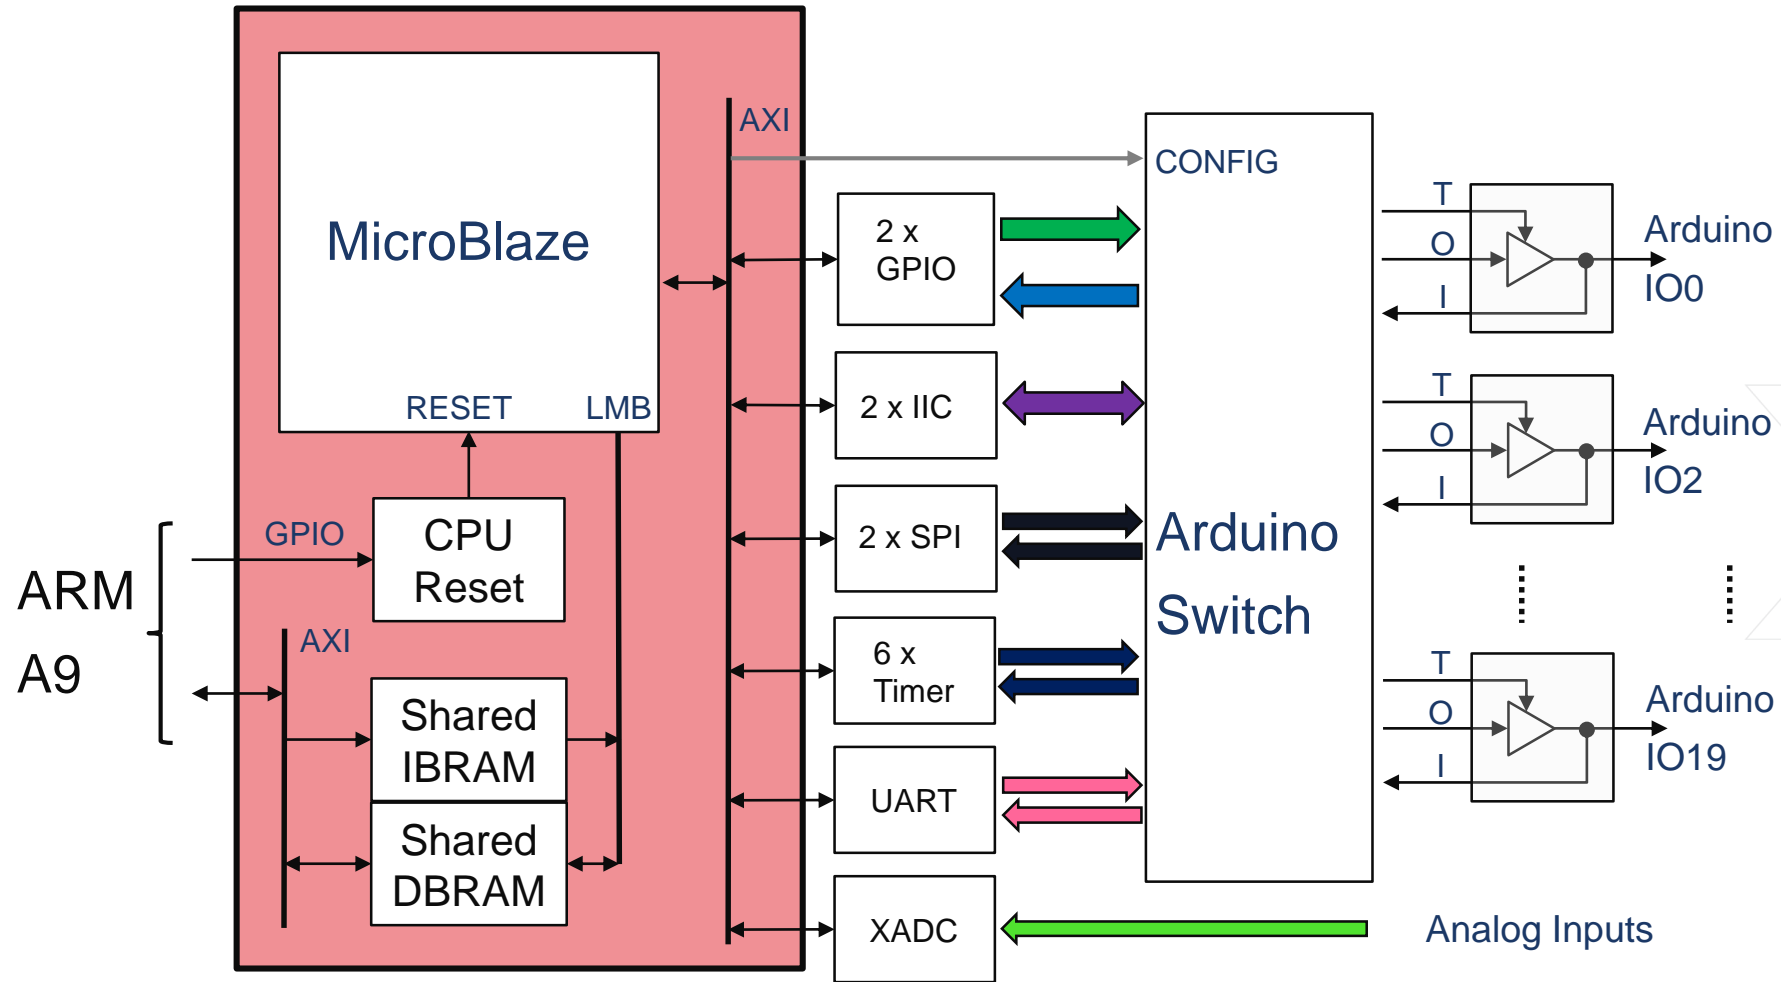 MicroBlaze
RESET
LMB
AXI
GPIO
CPU
Reset
ARM
A9
AXI
Shared
IBRAM
Shared
DBRAM
2 x
GPIO
2 x IIC
2 x SPI
6 x
Timer
UART
XADC
CONFIG
Arduino
Switch
T
O
I
Arduino
IO0
T
O
I
Arduino
IO2
T
O
I
Arduino
IO19
Analog Inputs